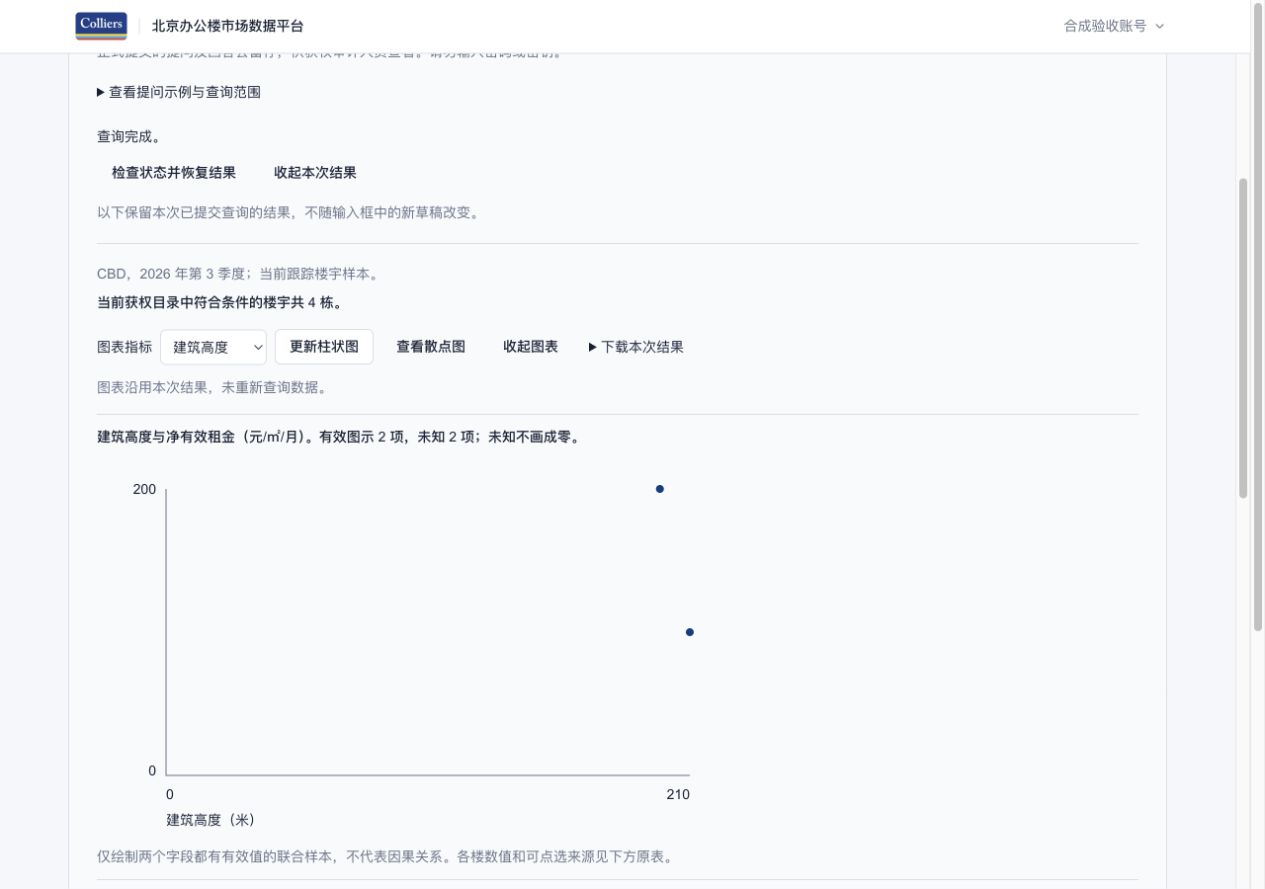 Colliers
北京办公楼市场数据平台
合成验收账号
▶ 查看提问示例与查询范围
查询完成。
检查状态并恢复结果 收起本次结果
以下保留本次已提交查询的结果，不随输入框中的新草稿改变。
CBD，2026 年第 3 季度；当前跟踪楼宇样本。
当前获权目录中符合条件的楼宇共 4 栋。
图表指标 建筑高度 更新柱状图 查看散点图 收起图表 ▶ 下载本次结果
图表沿用本次结果，未重新查询数据。
建筑高度与净有效租金（元/㎡/月）。有效图示 2 项，未知 2 项；未知不画成零。
200
0
0 210
建筑高度（米）
仅绘制两个字段都有有效值的联合样本，不代表因果关系。各楼数值和可点选来源见下方原表。